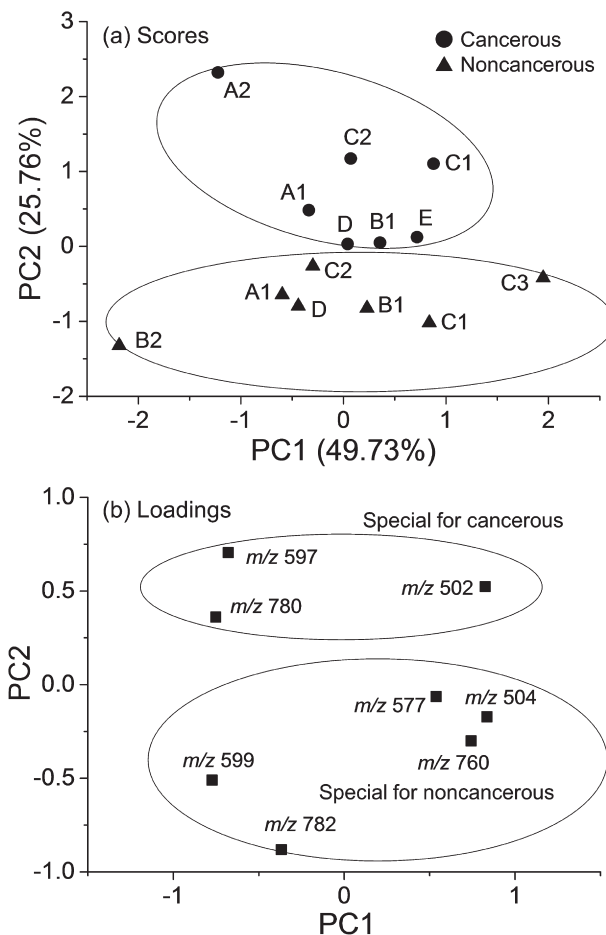 (a) Scores
Cancerous
Noncancerous
3
2
1
0
-1
-2
PC2 (25.76%)
A2
C2
C1
A1
D
B1
E
C2
C3
A1
D
B1
C1
B2
-2
-1
0
1
2
PC1 (49.73%)
(b) Loadings
Special for cancerous
1.0
0.5
0.0
-0.5
-1.0
PC2
m/z 597
m/z 502
m/z 780
m/z 577
m/z 504
m/z 760
m/z 599
Special for noncancerous
m/z 782
-1
0
1
PC1